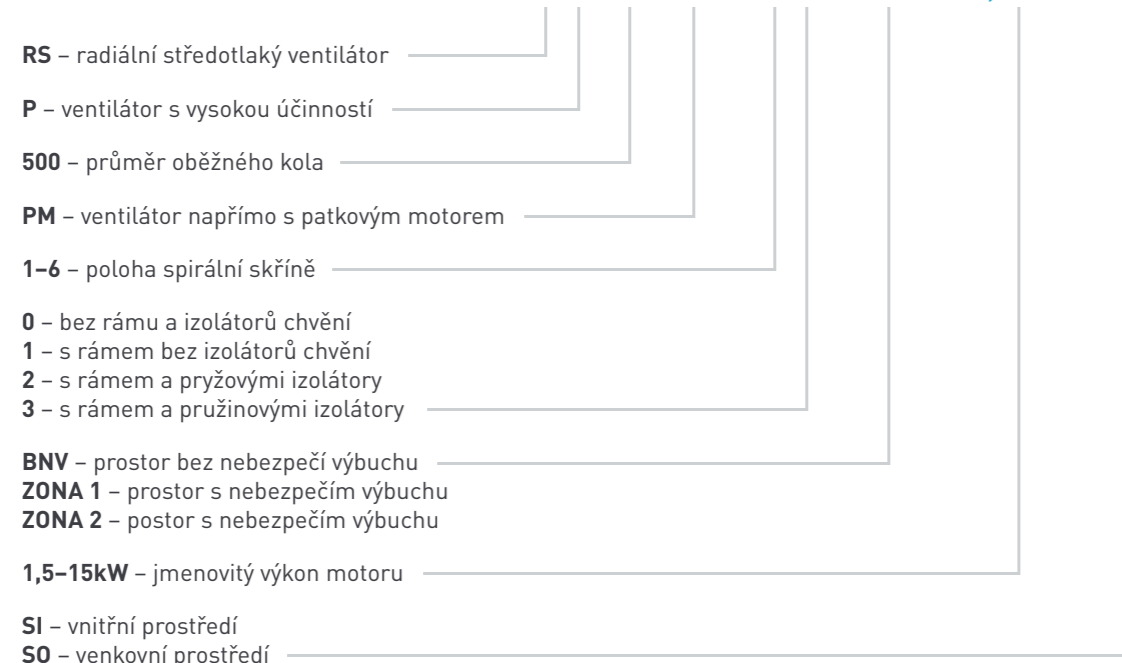 RS – radiální středotlaký ventilátor
P – ventilátor s vysokou účinností
500 – průměr oběžného kola
PM – ventilátor napřímo s patkovým motorem
1–6 – poloha spirální skříně
0 – bez rámu a izolátorů chvění
1 – s rámem bez izolátorů chvění
2 – s rámem a pryžovými izolátory
3 – s rámem a pružinovými izolátory
BNV – prostor bez nebezpečí výbuchu
ZONA 1 – prostor s nebezpečím výbuchu
ZONA 2 – postor s nebezpečím výbuchu
1,5–15kW – jmenovitý výkon motoru
SI – vnitřní prostředí
SO – venkovní prostředí